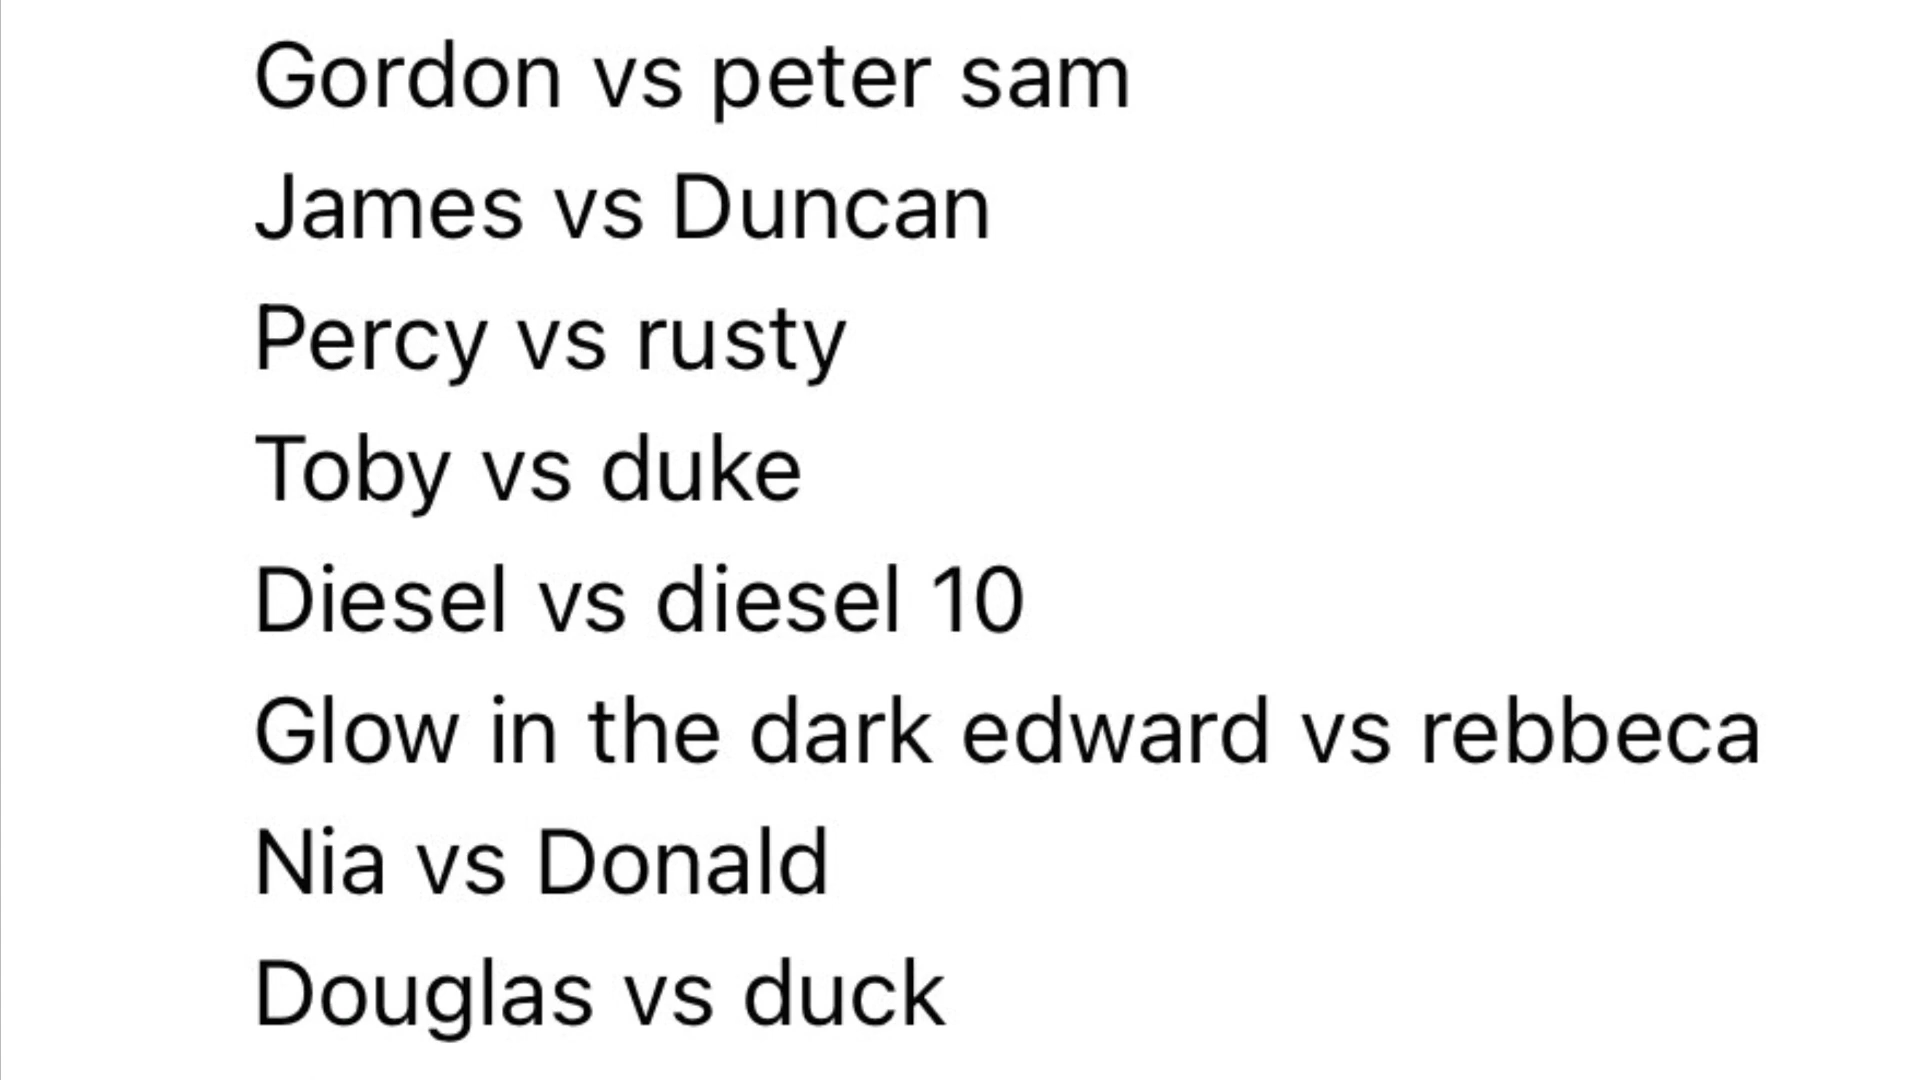 Gordon vs peter sam
James vs Duncan
Percy vs rusty
Toby vs duke
Diesel vs diesel 10
Glow in the dark edward vs rebbeca
Nia vs Donald
Douglas vs duck